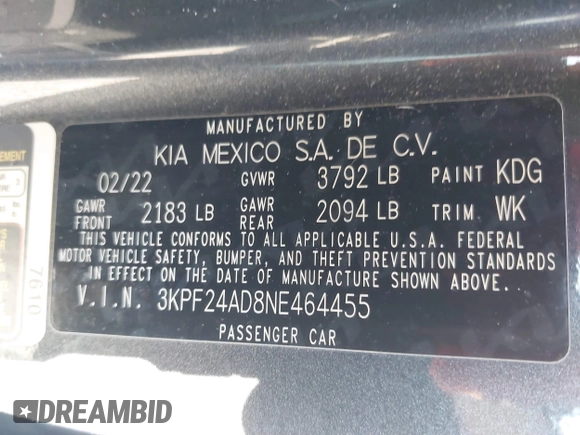 MANUFACTURED BY
KIA MEXICO S.A. DE C.V.
02/22 GVWR 3792 LB PAINT KDG
GAWR FRONT 2183 LB GAWR REAR 2094 LB TRIM WK
THIS VEHICLE CONFORMS TO ALL APPLICABLE U.S.A. FEDERAL
MOTOR VEHICLE SAFETY, BUMPER, AND THEFT PREVENTION STANDARDS
IN EFFECT ON THE DATE OF MANUFACTURE SHOWN ABOVE..
V.I.N. 3KPF24AD8NE464455
PASSENGER CAR
7610
DREAMBID